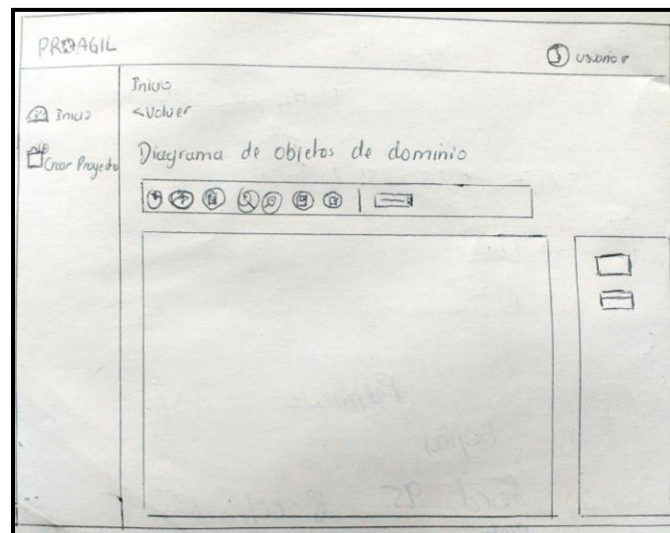 PROAGIL
usuario
Inicio
Inicio
<Volver
Crear Proyecto
Diagrama de objetos de dominio